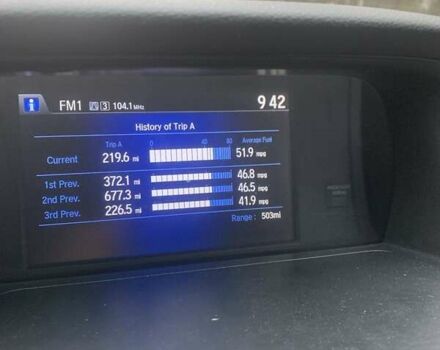 i FM1 3 104.1 MHz 9 42
History of Trip A
Trip A 0 40 80 Average Fuel
Current 219.6 mi 51.9 mpg
1st Prev. 372.1 mi 46.8 mpg
2nd Prev. 677.3 mi 46.5 mpg
3rd Prev. 226.5 mi 41.9 mpg
Range : 503mi